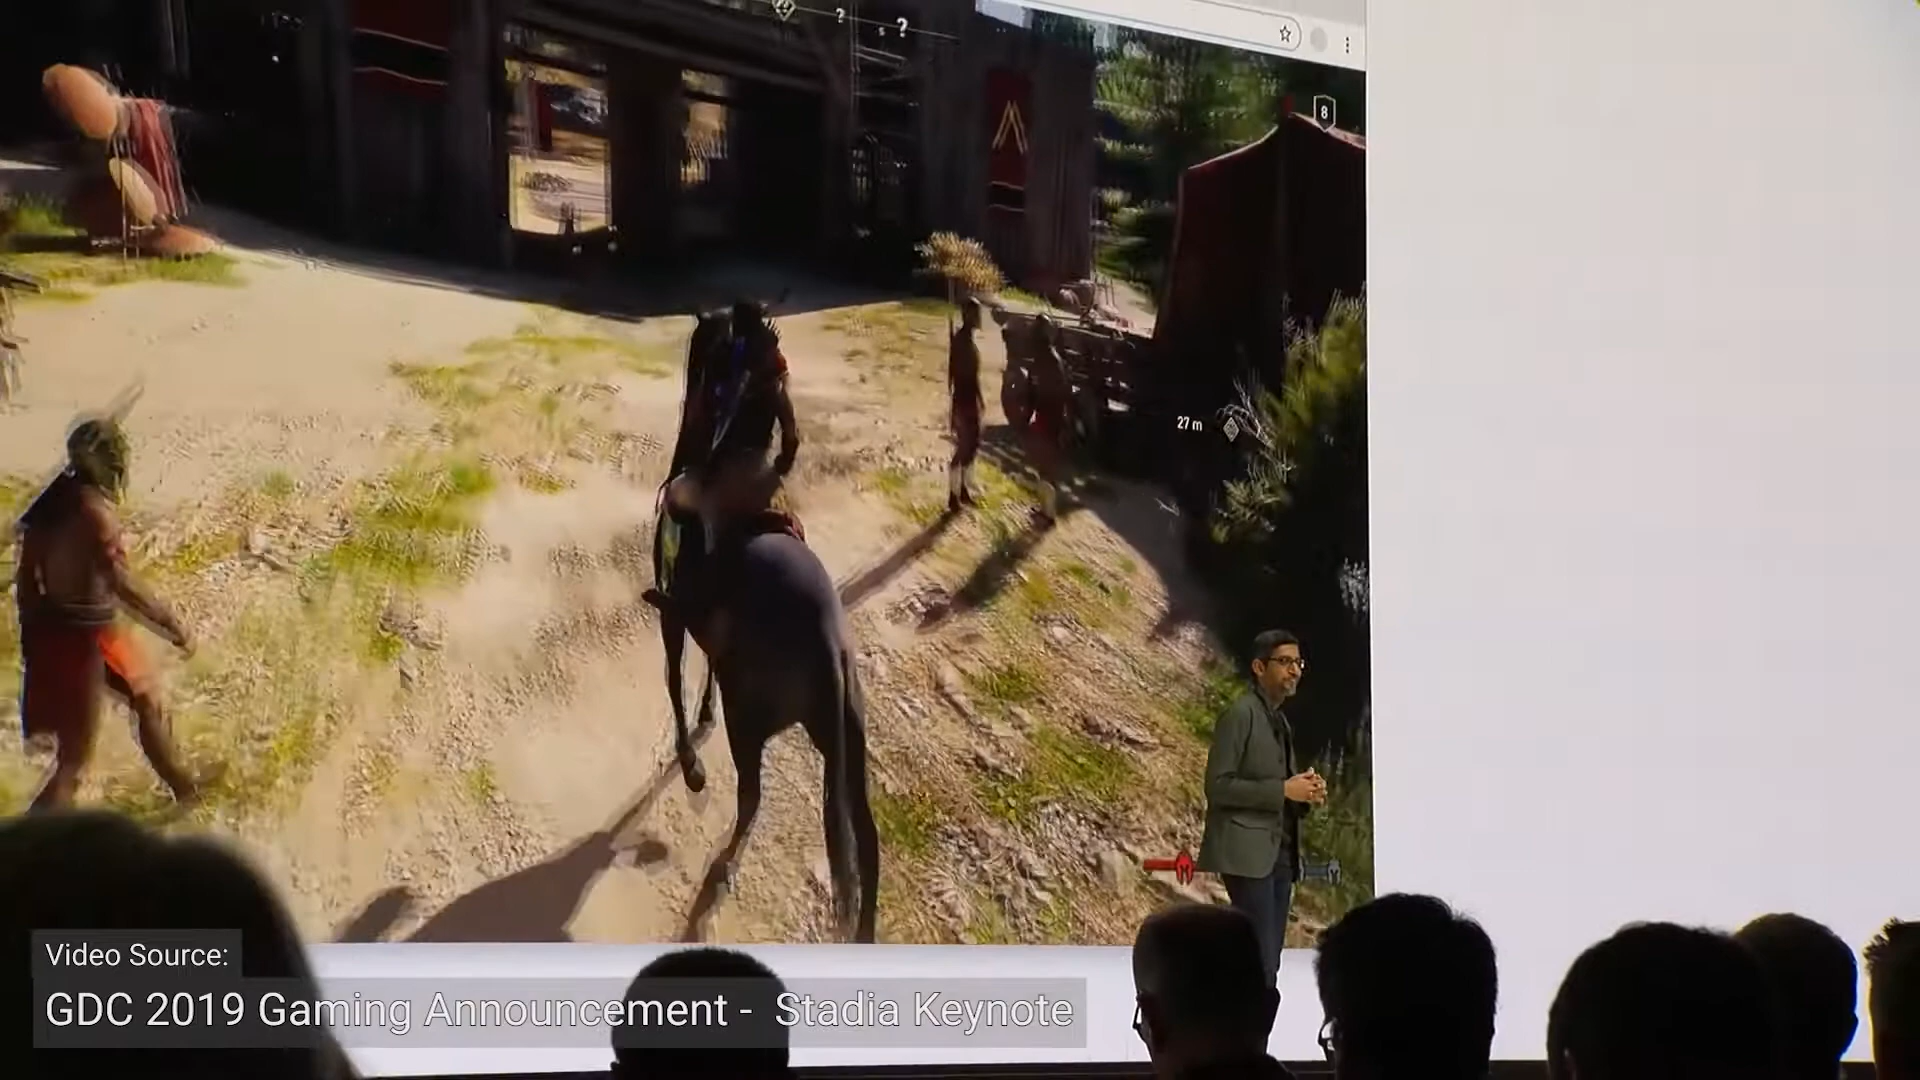 ? s ?
8
27 m
Video Source:
GDC 2019 Gaming Announcement - Stadia Keynote